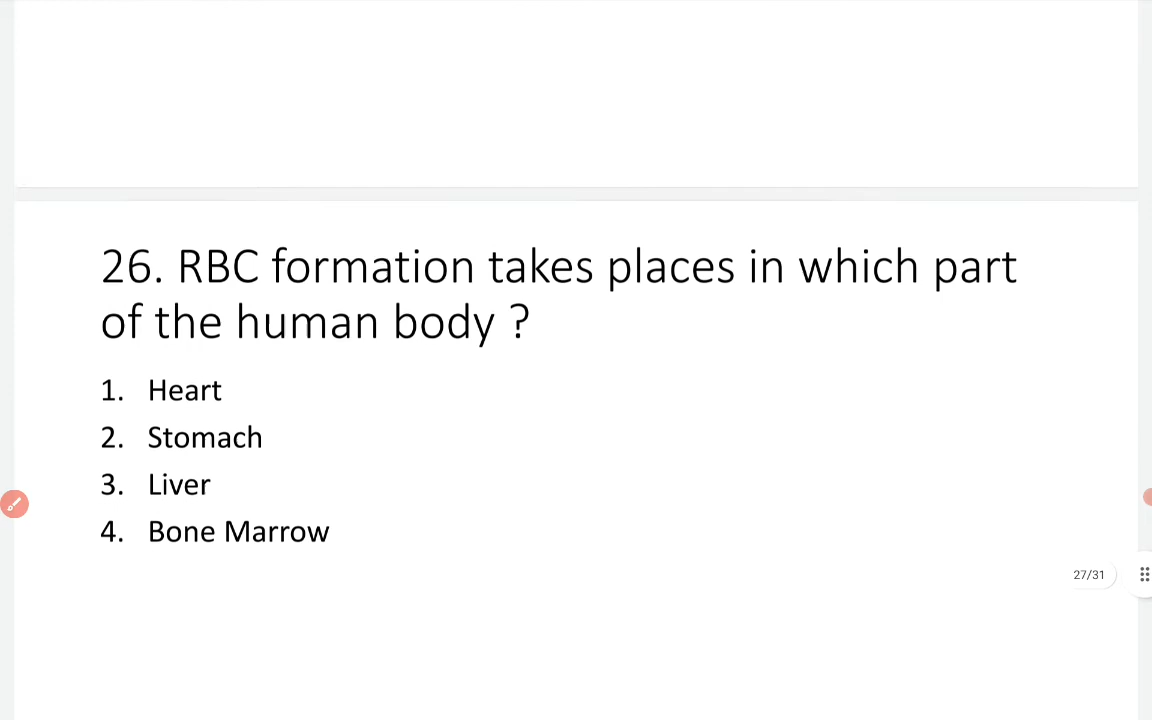 26. RBC formation takes places in which part
of the human body ?
1. Heart
2. Stomach
3. Liver
4. Bone Marrow
27/31